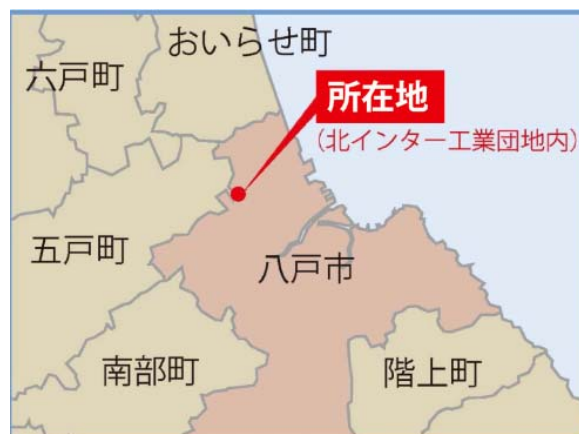 おいらせ町
六戸町
所在地
（北インター工業団地内）
五戸町
八戸市
南部町
階上町